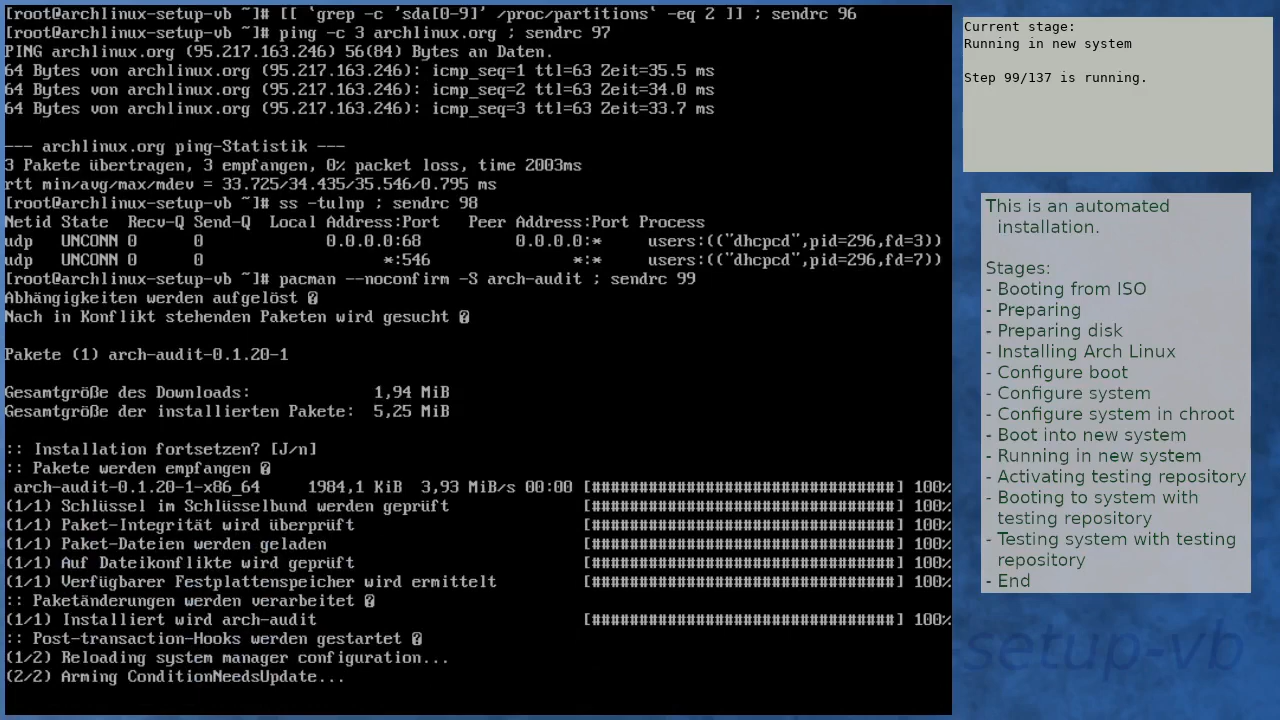 [root@archlinux-setup-vb ~]# [[ `grep -c 'sda[0-9]' /proc/partitions` -eq 2 ]] ; sendrc 96
[root@archlinux-setup-vb ~]# ping -c 3 archlinux.org ; sendrc 97
PING archlinux.org (95.217.163.246) 56(84) Bytes an Daten.
64 Bytes von archlinux.org (95.217.163.246): icmp_seq=1 ttl=63 Zeit=35.5 ms
64 Bytes von archlinux.org (95.217.163.246): icmp_seq=2 ttl=63 Zeit=34.0 ms
64 Bytes von archlinux.org (95.217.163.246): icmp_seq=3 ttl=63 Zeit=33.7 ms
--- archlinux.org ping-Statistik ---
3 Pakete übertragen, 3 empfangen, 0% packet loss, time 2003ms
rtt min/avg/max/mdev = 33.725/34.435/35.546/0.795 ms
[root@archlinux-setup-vb ~]# ss -tulnp ; sendrc 98
Netid State  Recv-Q Send-Q  Local Address:Port   Peer Address:Port Process
udp   UNCONN 0      0             0.0.0.0:68          0.0.0.0:*     users:(("dhcpcd",pid=296,fd=3))
udp   UNCONN 0      0                   *:546               *:*     users:(("dhcpcd",pid=296,fd=7))
[root@archlinux-setup-vb ~]# pacman --noconfirm -S arch-audit ; sendrc 99
Abhängigkeiten werden aufgelöst �
Nach in Konflikt stehenden Paketen wird gesucht �
Pakete (1) arch-audit-0.1.20-1
Gesamtgröße des Downloads:             1,94 MiB
Gesamtgröße der installierten Pakete:  5,25 MiB
:: Installation fortsetzen? [J/n]
:: Pakete werden empfangen �
arch-audit-0.1.20-1-x86_64     1984,1 KiB  3,93 MiB/s 00:00 [################################] 100%
(1/1) Schlüssel im Schlüsselbund werden geprüft [################################] 100%
(1/1) Paket-Integrität wird überprüft [################################] 100%
(1/1) Paket-Dateien werden geladen [################################] 100%
(1/1) Auf Dateikonflikte wird geprüft [################################] 100%
(1/1) Verfügbarer Festplattenspeicher wird ermittelt [################################] 100%
:: Paketänderungen werden verarbeitet �
(1/1) Installiert wird arch-audit [################################] 100%
:: Post-transaction-Hooks werden gestartet �
(1/2) Reloading system manager configuration...
(2/2) Arming ConditionNeedsUpdate...
Current stage:
Running in new system
Step 99/137 is running.
This is an automated
installation.
Stages:
- Booting from ISO
- Preparing
- Preparing disk
- Installing Arch Linux
- Configure boot
- Configure system
- Configure system in chroot
- Boot into new system
- Running in new system
- Activating testing repository
- Booting to system with
testing repository
- Testing system with testing
repository
- End
setup-vb